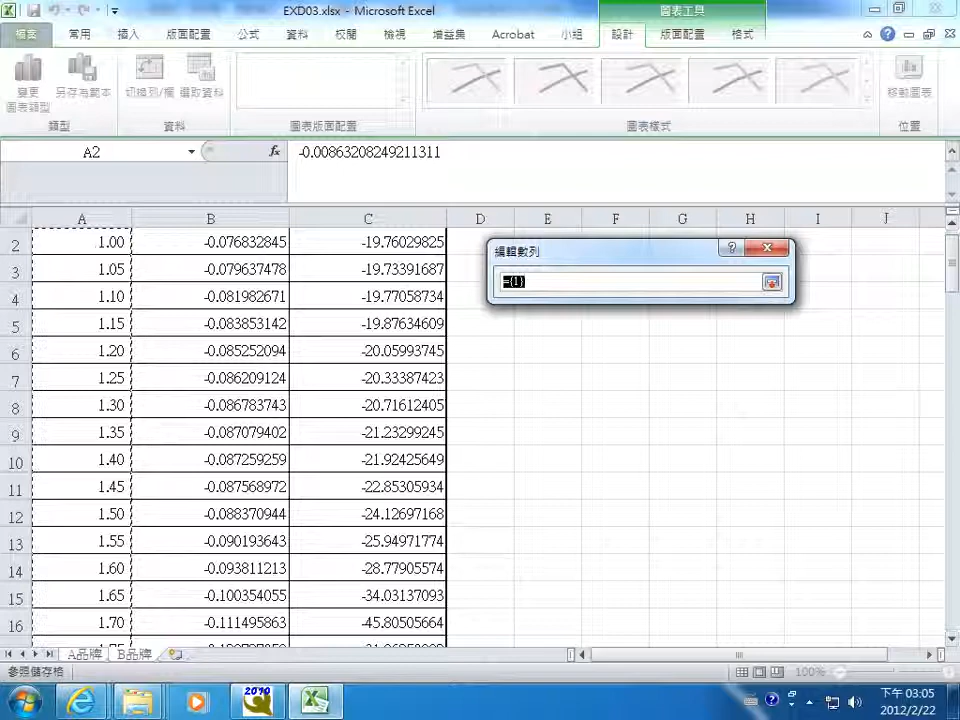 EXD03.xlsx - Microsoft Excel
圖表工具
檔案 常用 插入 版面配置 公式 資料 校閱 檢視 增益集 Acrobat 小組 設計 版面配置 格式
變更
圖表類型
另存為範本
切換列/欄 選取資料
移動圖表
類型 資料 圖表版面配置 圖表樣式 位置
A2 fx -0.00863208249211311
A B C D E F G H I J
2 1.00 -0.076832845 -19.76029825
3 1.05 -0.079637478 -19.73391687
4 1.10 -0.081982671 -19.77058734
5 1.15 -0.083853142 -19.87634609
6 1.20 -0.085252094 -20.05993745
7 1.25 -0.086209124 -20.33387423
8 1.30 -0.086783743 -20.71612405
9 1.35 -0.087079402 -21.23299245
10 1.40 -0.087259259 -21.92425649
11 1.45 -0.087568972 -22.85305934
12 1.50 -0.088370944 -24.12697168
13 1.55 -0.090193643 -25.94971774
14 1.60 -0.093811213 -28.77905574
15 1.65 -0.100354055 -34.03137093
16 1.70 -0.111495863 -45.80505664
編輯數列
={1}
A品牌 B品牌
參照儲存格
100%
2010
下午 03:05
2012/2/22